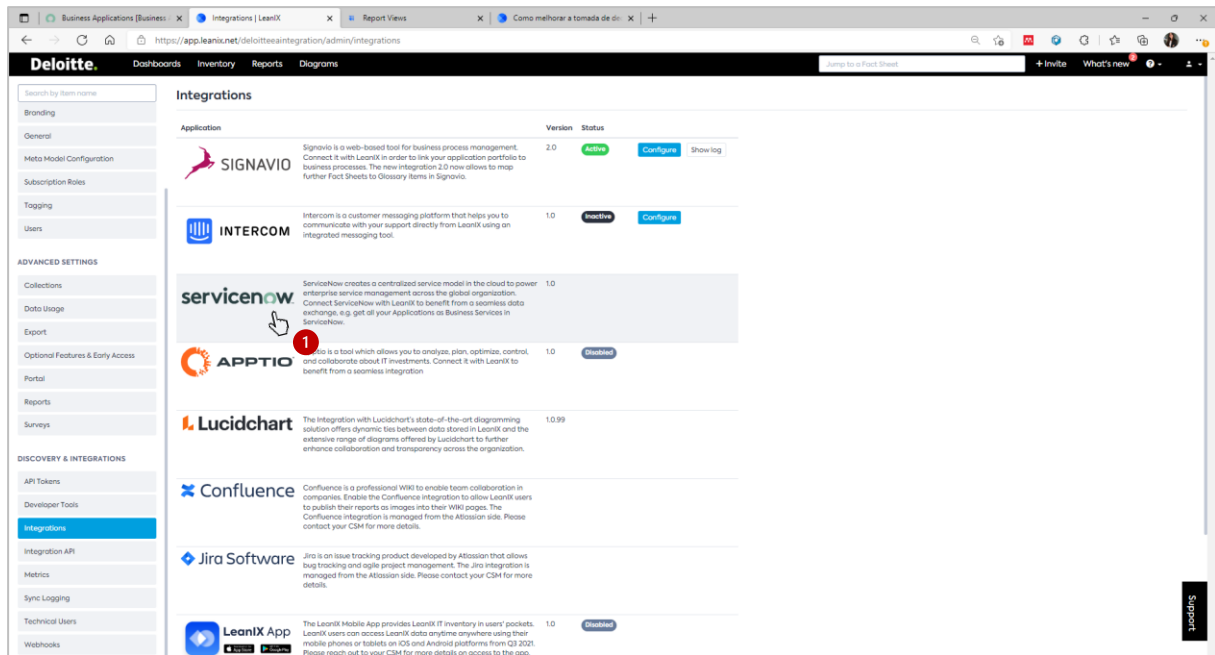 Business Applications [Business
Integrations | LeanIX
Report Views
Como melhorar a tomada de dec
https://app.leanix.net/deloitteeaintegration/admin/integrations
Deloitte.
Dashboards
Inventory
Reports
Diagrams
Jump to a Fact Sheet
+ Invite
What's new
2
Search by item name
Branding
General
Meta Model Configuration
Subscription Roles
Tagging
Users
ADVANCED SETTINGS
Collections
Data Usage
Export
Optional Features & Early Access
Portal
Reports
Surveys
DISCOVERY & INTEGRATIONS
API Tokens
Developer Tools
Integrations
Integration API
Metrics
Sync Logging
Technical Users
Webhooks
Integrations
Application
Version
Status
SIGNAVIO
Signavio is a web-based tool for business process management.
Connect it with LeanIX in order to link your application portfolio to
business processes. The new integration 2.0 now allows to map
further Fact Sheets to Glossary items in Signavio.
2.0
Active
Configure
Show log
INTERCOM
Intercom is a customer messaging platform that helps you to
communicate with your support directly from LeanIX using an
integrated messaging tool.
1.0
Inactive
Configure
servicenow.
ServiceNow creates a centralized service model in the cloud to power
enterprise service management across the global organization.
Connect ServiceNow with LeanIX to benefit from a seamless data
exchange, e.g. get all your Applications as Business Services in
ServiceNow.
1.0
1
APPTIO
is a tool which allows you to analyze, plan, optimize, control,
and collaborate about IT investments. Connect it with LeanIX to
benefit from a seamless integration
1.0
Disabled
Lucidchart
The Integration with Lucidchart's state-of-the-art diagramming
solution offers dynamic ties between data stored in LeanIX and the
extensive range of diagrams offered by Lucidchart to further
enhance collaboration and transparency across the organization.
1.0.99
Confluence
Confluence is a professional WIKI to enable team collaboration in
companies. Enable the Confluence integration to allow LeanIX users
to publish their reports as images into their WIKI pages. The
Confluence integration is managed from the Atlassian side. Please
contact your CSM for more details.
Jira Software
Jira is an issue tracking product developed by Atlassian that allows
bug tracking and agile project management. The Jira integration is
managed from the Atlassian side. Please contact your CSM for more
details.
LeanIX App
The LeanIX Mobile App provides LeanIX IT inventory in users' pockets.
LeanIX users can access LeanIX data anytime anywhere using their
mobile phones or tablets on iOS and Android platforms from Q3 2021.
Please reach out to your CSM for more details on access to the app.
1.0
Disabled
Support